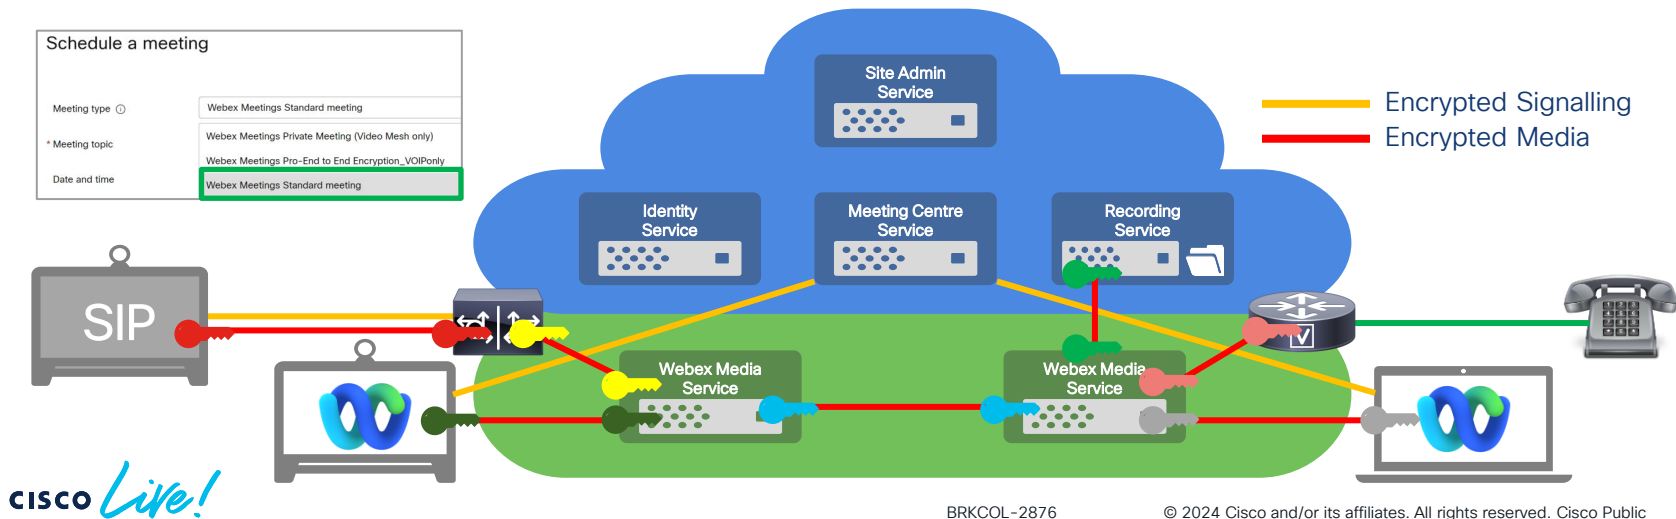 Schedule a meeting
Meeting type
Webex Meetings Standard meeting
Webex Meetings Private Meeting (Video Mesh only)
* Meeting topic
Webex Meetings Pro-End to End Encryption_VOIPonly
Date and time
Webex Meetings Standard meeting
Site Admin
Service
Encrypted Signalling
Encrypted Media
Identity
Service
Meeting Centre
Service
Recording
Service
SIP
Webex Media
Service
Webex Media
Service
CISCO Live!
BRKCOL-2876
© 2024 Cisco and/or its affiliates. All rights reserved. Cisco Public